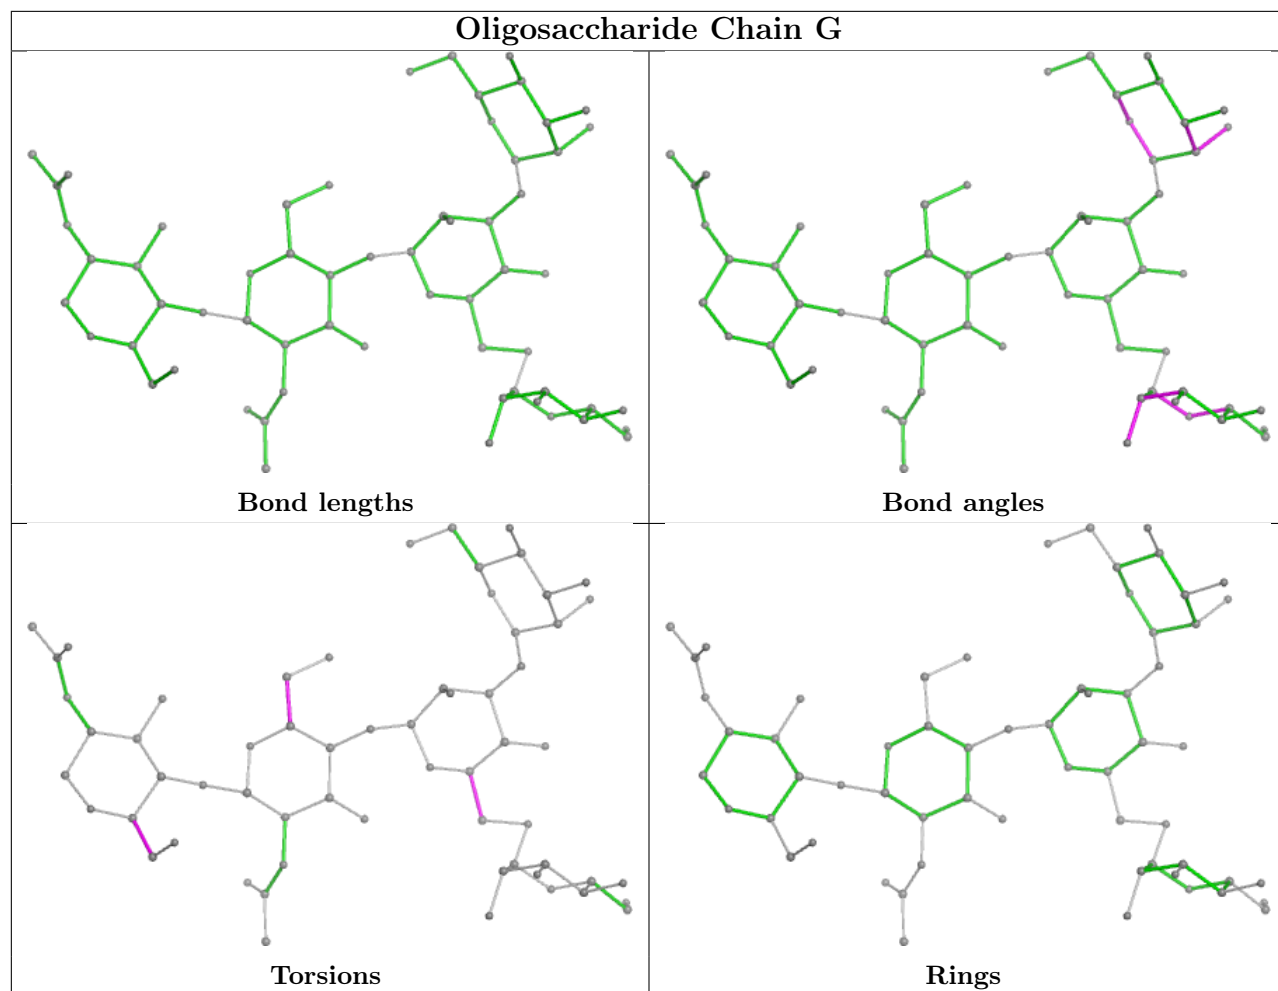 Oligosaccharide Chain G
Bond lengths
Bond angles
Torsions
Rings